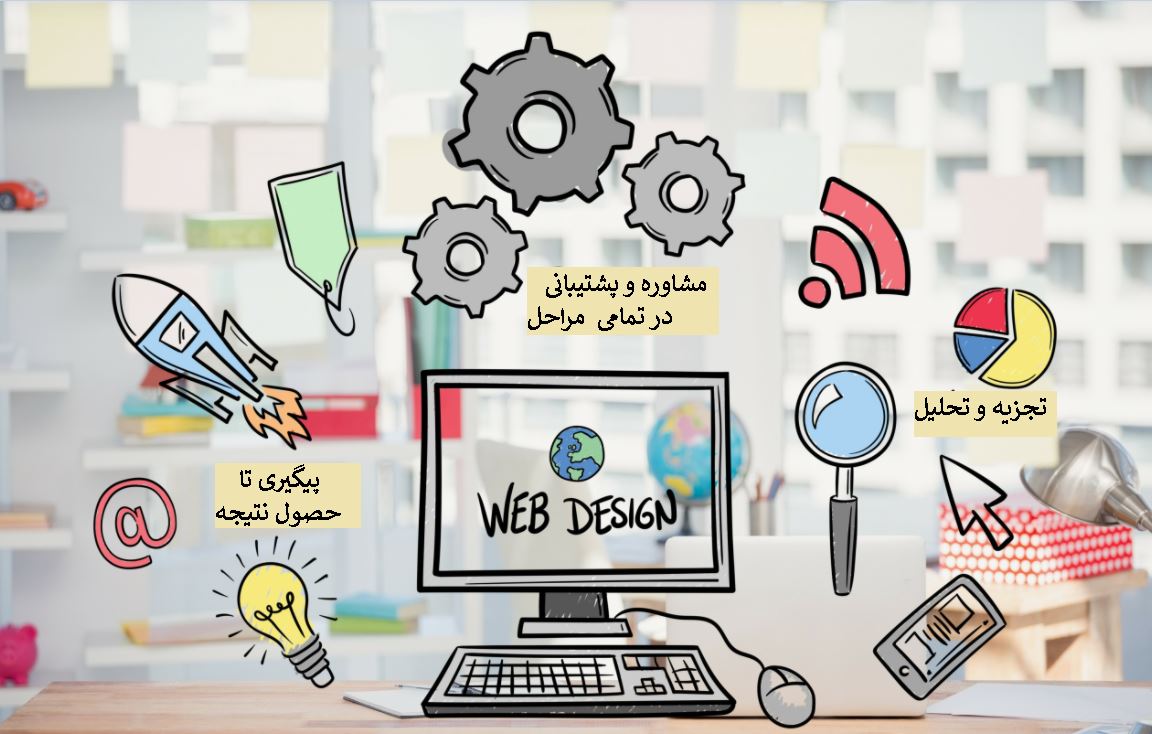 مشاوره و پشتیبانی
در تمامی مراحل
تجزیه و تحلیل
پیگیری تا
حصول نتیجه
WEB DESIGN
@